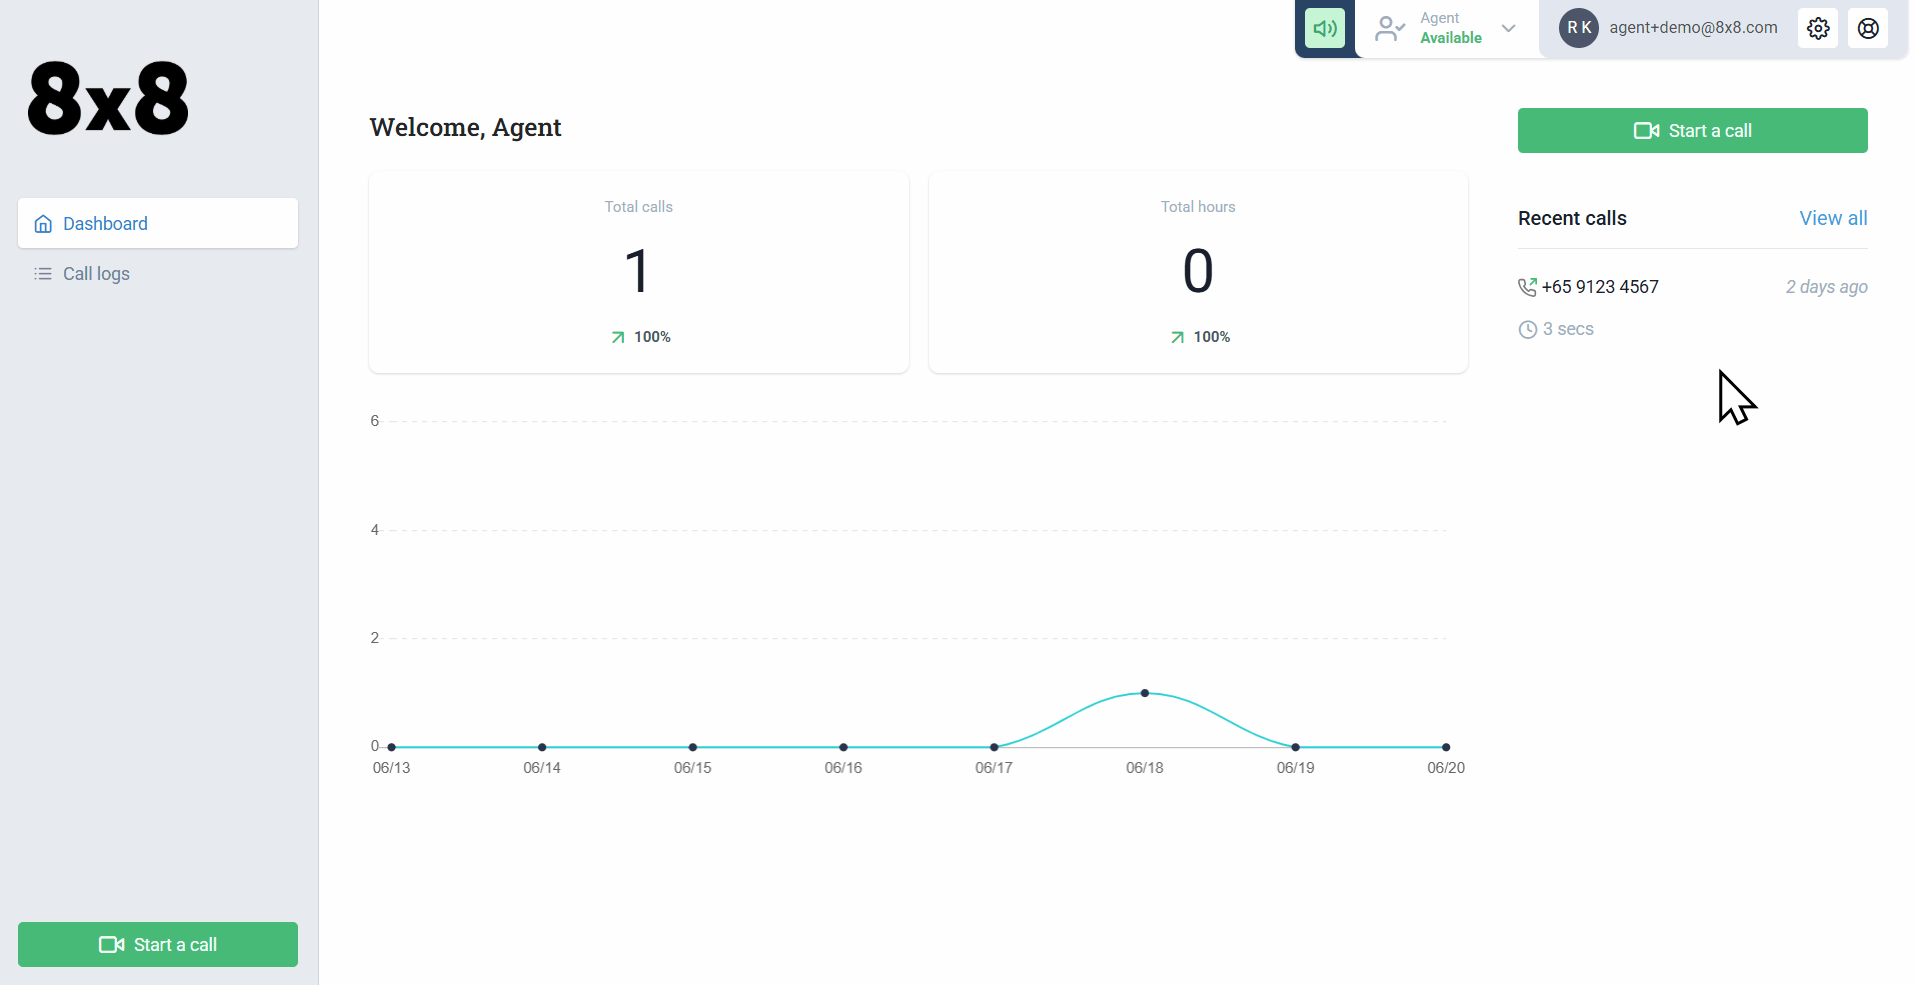 8x8
Dashboard
Call logs
Start a call
Agent
Available
R K
agent+demo@8x8.com
Welcome, Agent
Total calls
1
100%
Total hours
0
100%
6
4
2
0
06/13
06/14
06/15
06/16
06/17
06/18
06/19
06/20
Start a call
Recent calls
View all
+65 9123 4567
2 days ago
3 secs